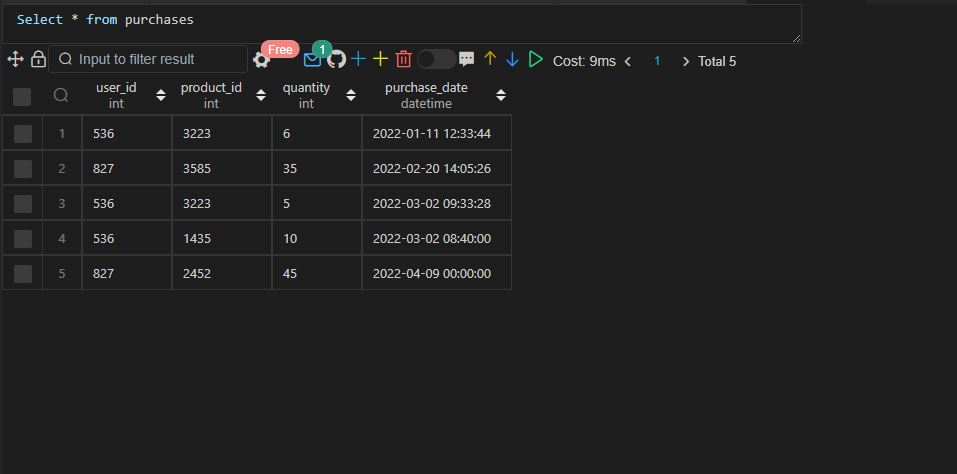 Select * from purchases
Input to filter result Free 1 Cost: 9ms 1 Total 5
user_id product_id quantity purchase_date
int int int datetime
1 536 3223 6 2022-01-11 12:33:44
2 827 3585 35 2022-02-20 14:05:26
3 536 3223 5 2022-03-02 09:33:28
4 536 1435 10 2022-03-02 08:40:00
5 827 2452 45 2022-04-09 00:00:00